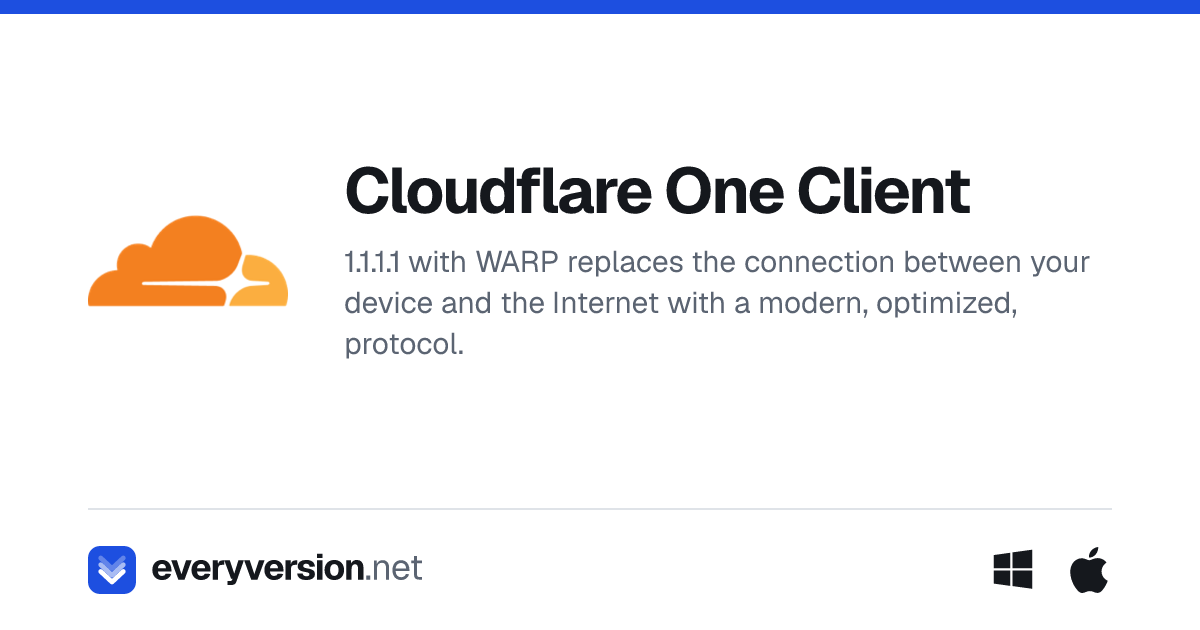 Cloudflare One Client
1.1.1.1 with WARP replaces the connection between your
device and the Internet with a modern, optimized,
protocol.
everyversion.net